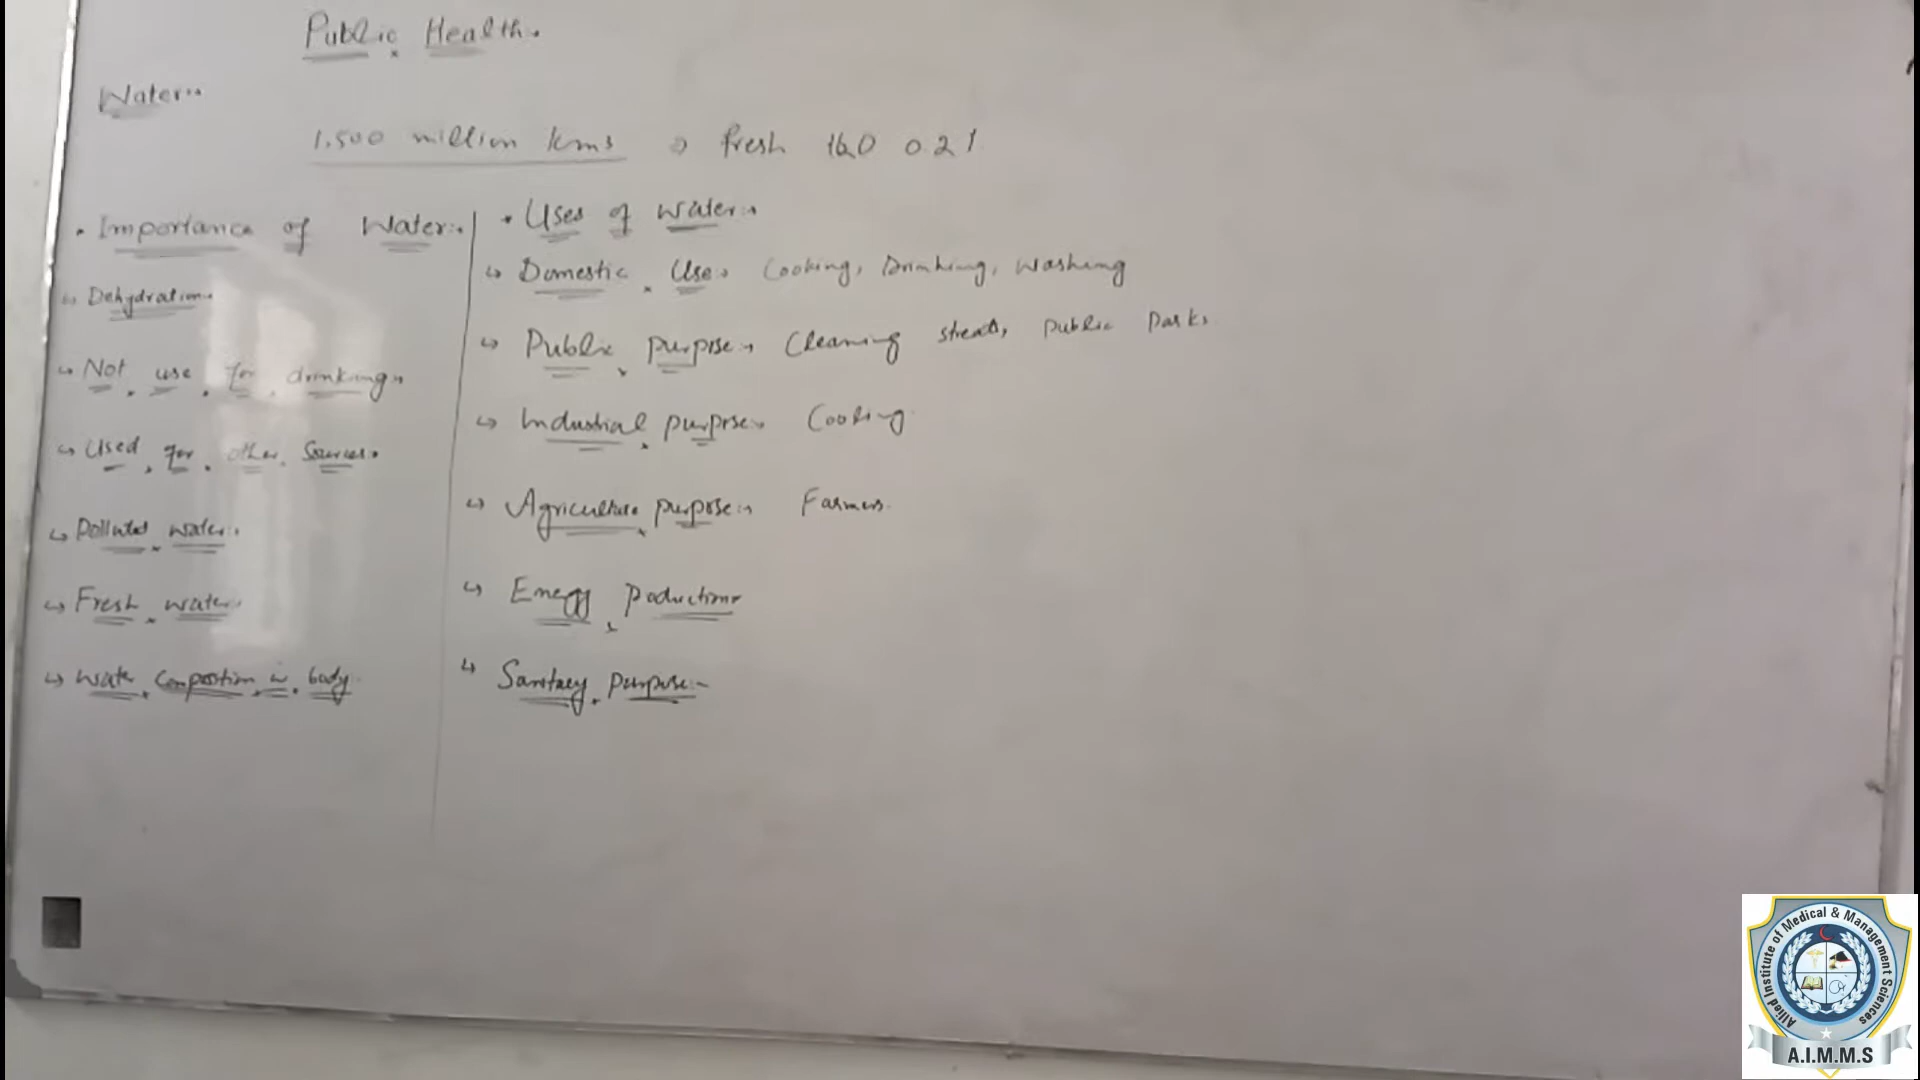 Public Health.
Water:-
1.500 million kms → fresh H2O 0.2%
• Importance of Water:-
↳ Dehydration:-
↳ Not use for drinking:-
↳ Used for other Sources:-
↳ Polluted water:-
↳ Fresh water:-
↳ Water Composition in body
• Uses of water:-
↳ Domestic Use:- Cooking, Drinking, Washing
↳ Public purpose:- Cleaning streets, public Parks
↳ Industrial purpose:- Cooling
↳ Agriculture purpose:- Farmers.
↳ Energy Production:-
↳ Sanitary purpose:-
Allied Institute of Medical & Management Sciences
A.I.M.M.S